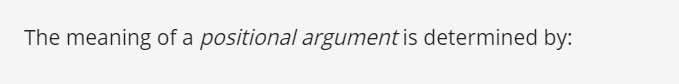 The meaning of a positional argument is determined by: